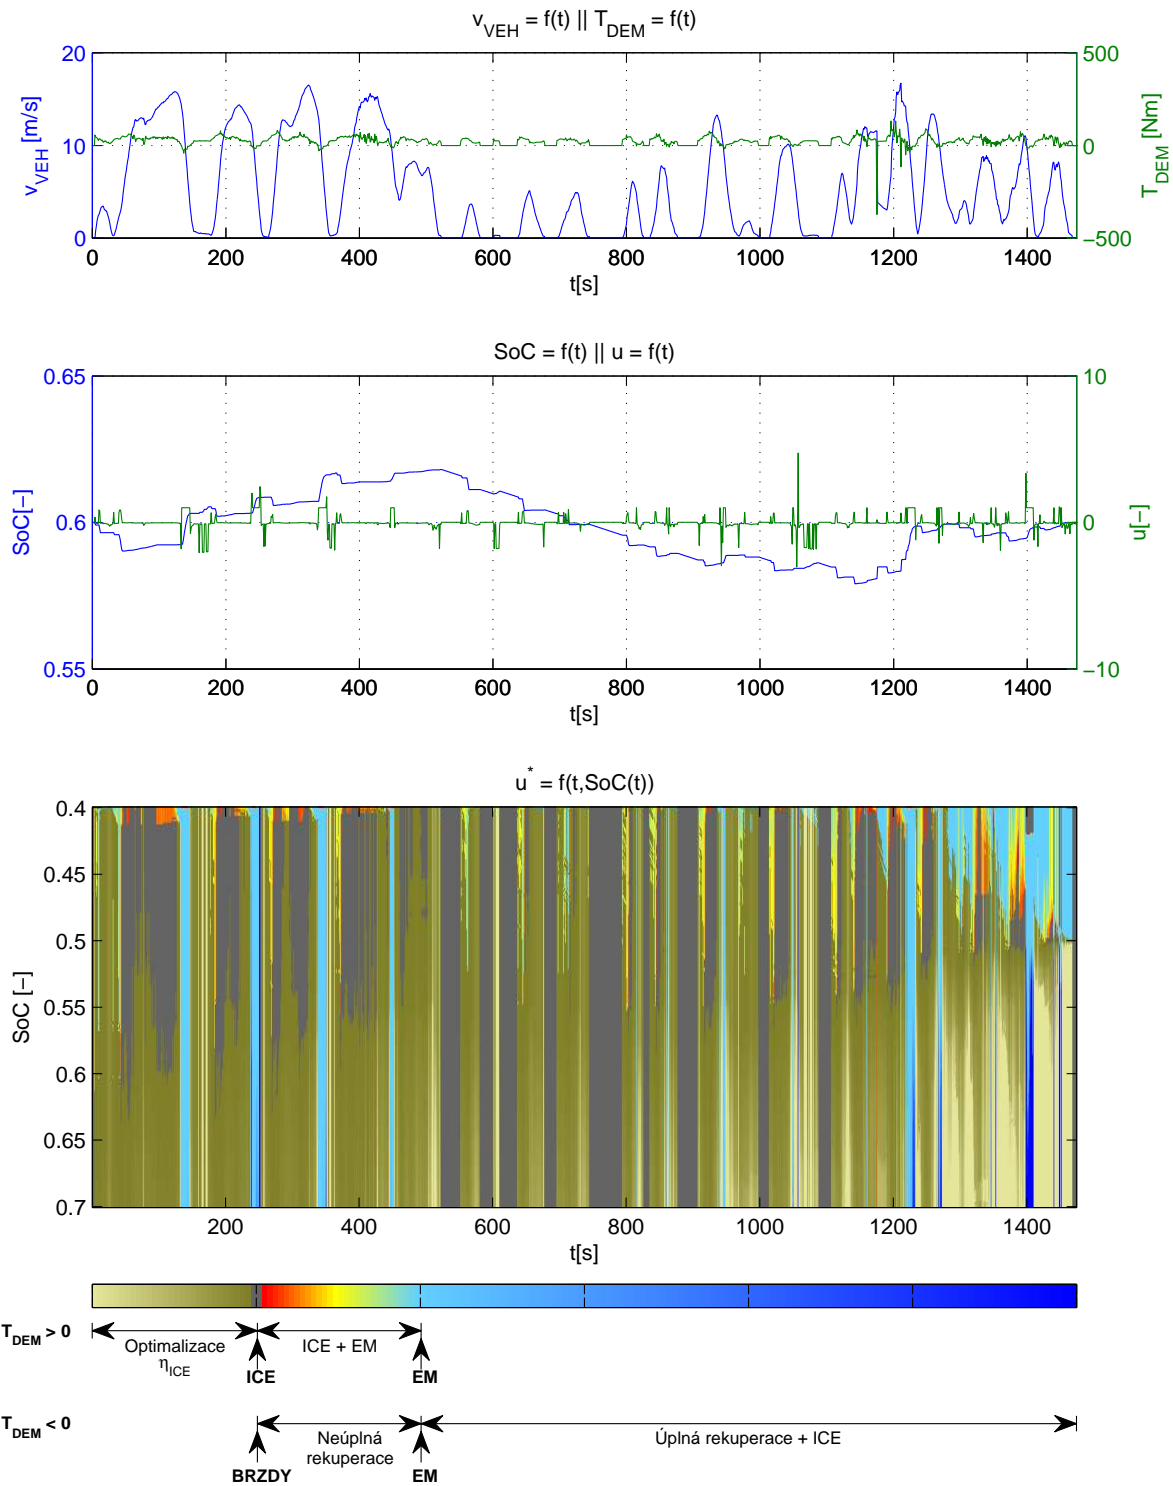 v_VEH = f(t) || T_DEM = f(t)
20
10
0
v_VEH [m/s]
500
0
−500
T_DEM [Nm]
0 200 400 600 800 1000 1200 1400
t[s]
SoC = f(t) || u = f(t)
0.65
0.6
0.55
SoC[−]
10
0
−10
u[−]
0 200 400 600 800 1000 1200 1400
t[s]
u* = f(t,SoC(t))
0.4
0.45
0.5
0.55
0.6
0.65
0.7
SoC [−]
200 400 600 800 1000 1200 1400
t[s]
T_DEM > 0
Optimalizace
η_ICE
ICE + EM
ICE
EM
T_DEM < 0
Neúplná
rekuperace
Úplná rekuperace + ICE
BRZDY
EM